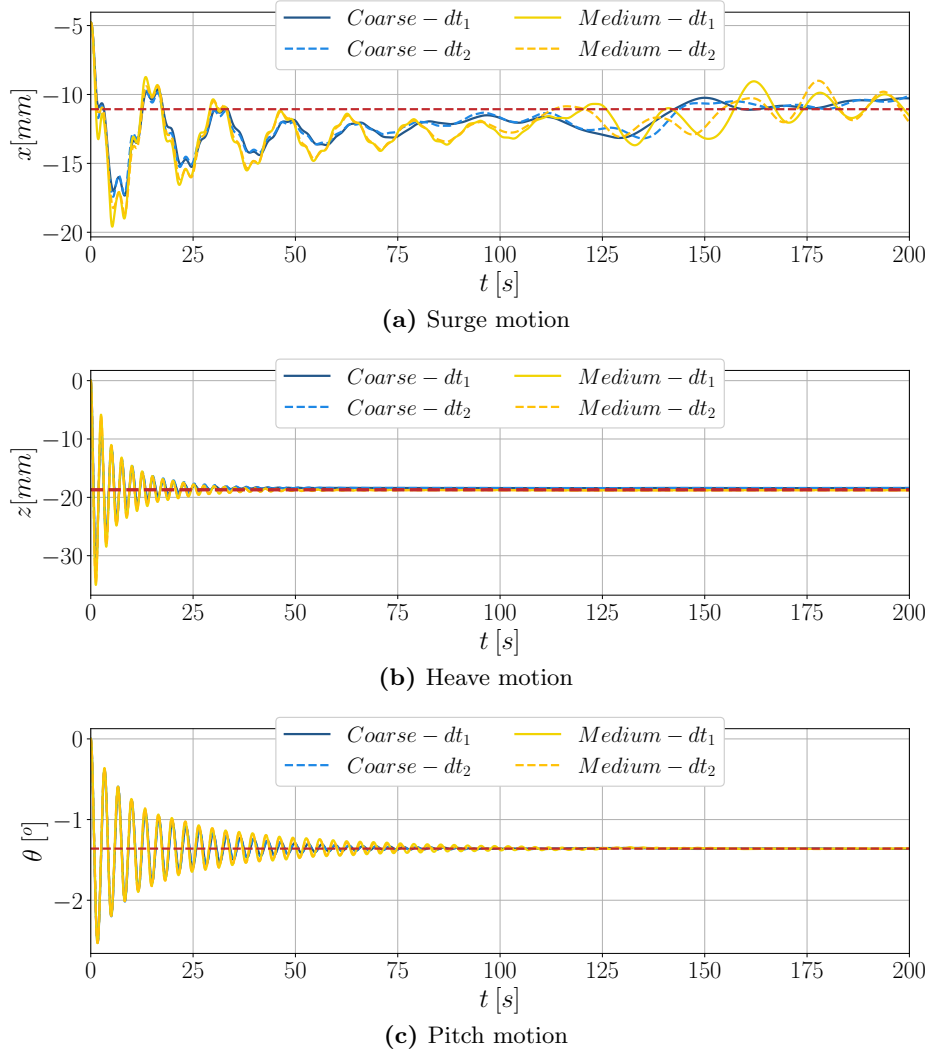 Coarse − dt₁ Medium − dt₁
Coarse − dt₂ Medium − dt₂
−5
−10
−15
−20
x[mm]
0 25 50 75 100 125 150 175 200
t [s]
(a) Surge motion
Coarse − dt₁ Medium − dt₁
Coarse − dt₂ Medium − dt₂
0
−10
−20
−30
z[mm]
0 25 50 75 100 125 150 175 200
t [s]
(b) Heave motion
Coarse − dt₁ Medium − dt₁
Coarse − dt₂ Medium − dt₂
0
−1
−2
θ [°]
0 25 50 75 100 125 150 175 200
t [s]
(c) Pitch motion